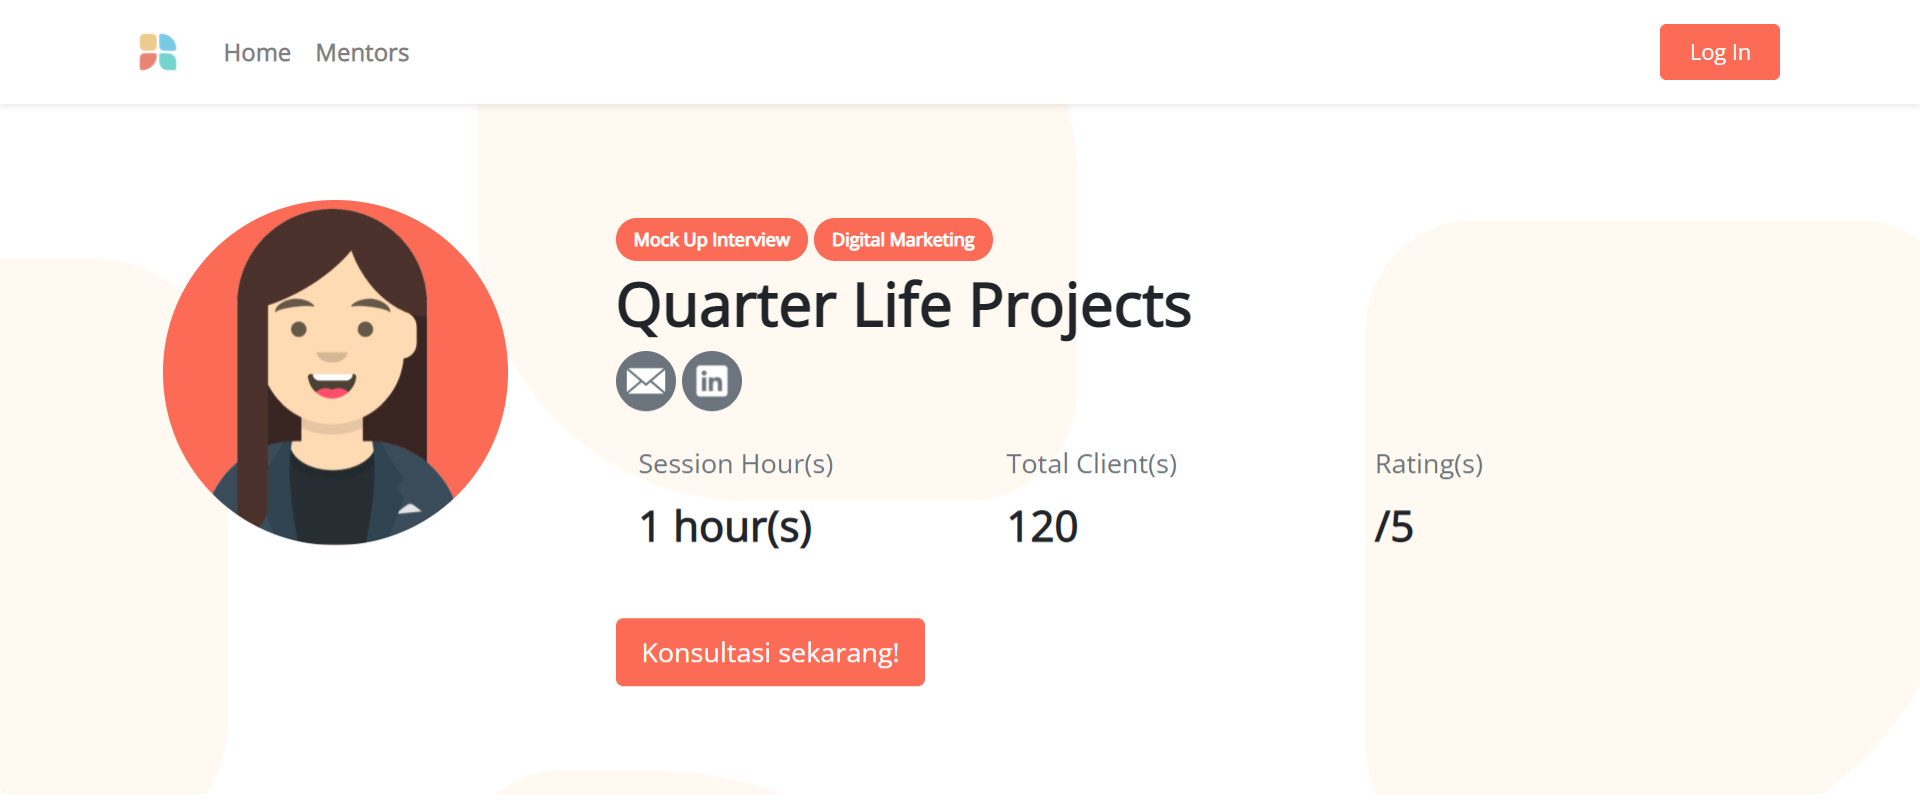 Home Mentors Log In
Mock Up Interview Digital Marketing
Quarter Life Projects
in
Session Hour(s) Total Client(s) Rating(s)
1 hour(s) 120 /5
Konsultasi sekarang!